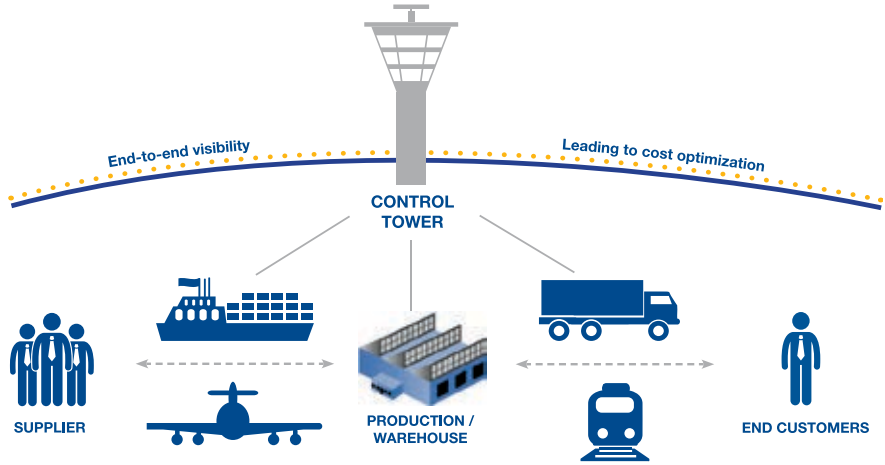 End-to-end visibility
Leading to cost optimization
CONTROL
TOWER
SUPPLIER
PRODUCTION /
WAREHOUSE
END CUSTOMERS